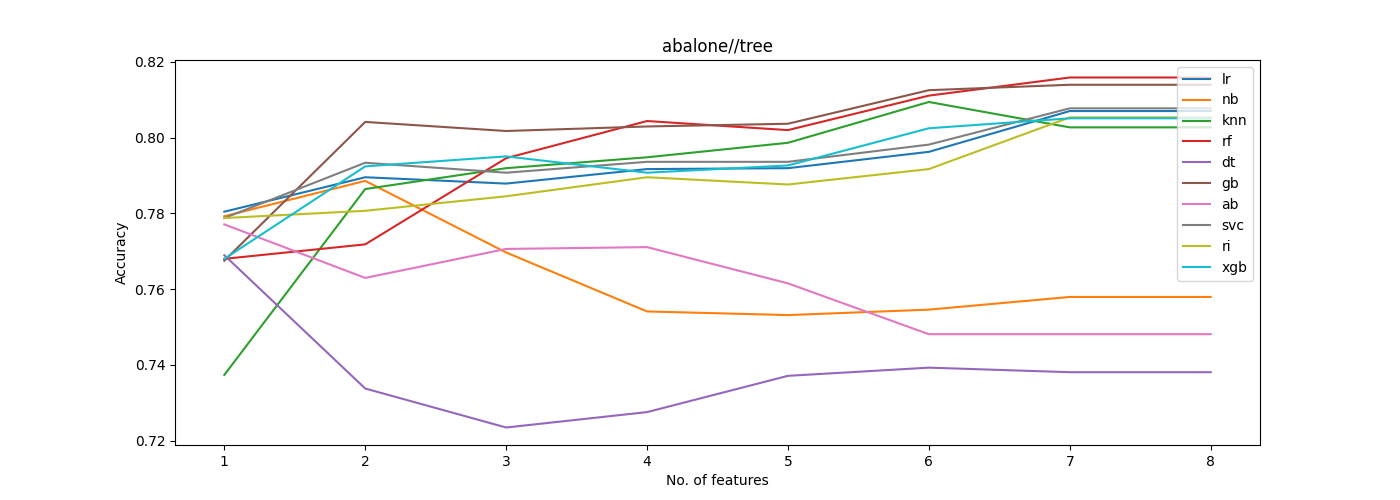 abalone//tree
Accuracy
0.82
0.80
0.78
0.76
0.74
0.72
1 2 3 4 5 6 7 8
No. of features
lr
nb
knn
rf
dt
gb
ab
svc
ri
xgb